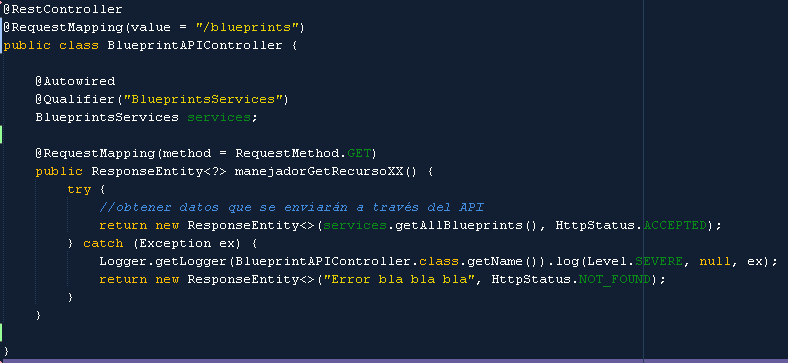 @RestController
@RequestMapping(value = "/blueprints")
public class BlueprintAPIController {
@Autowired
@Qualifier("BlueprintsServices")
BlueprintsServices services;
@RequestMapping(method = RequestMethod.GET)
public ResponseEntity<?> manejadorGetRecursoXX() {
try {
//obtener datos que se enviarán a través del API
return new ResponseEntity<>(services.getAllBlueprints(), HttpStatus.ACCEPTED);
} catch (Exception ex) {
Logger.getLogger(BlueprintAPIController.class.getName()).log(Level.SEVERE, null, ex);
return new ResponseEntity<>("Error bla bla bla", HttpStatus.NOT_FOUND);
}
}
}